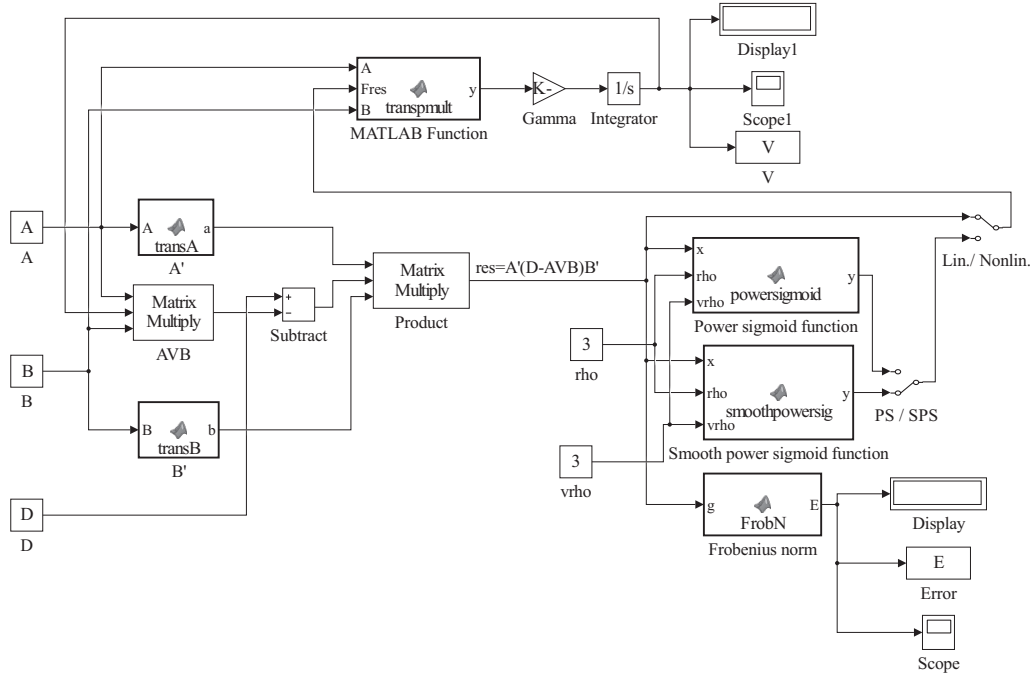 Display1
A
Fres
B
y
transpmult
MATLAB Function
K-
Gamma
1/s
Integrator
Scope1
V
V
A
A
A
a
transA
A'
Matrix
Multiply
AVB
+
−
Subtract
Matrix
Multiply
Product
res=A'(D-AVB)B'
x
rho
vrho
y
powersigmoid
Power sigmoid function
Lin./ Nonlin.
3
rho
B
B
B
b
transB
B'
x
rho
vrho
y
smoothpowersig
Smooth power sigmoid function
PS / SPS
3
vrho
D
D
g
E
FrobN
Frobenius norm
Display
E
Error
Scope